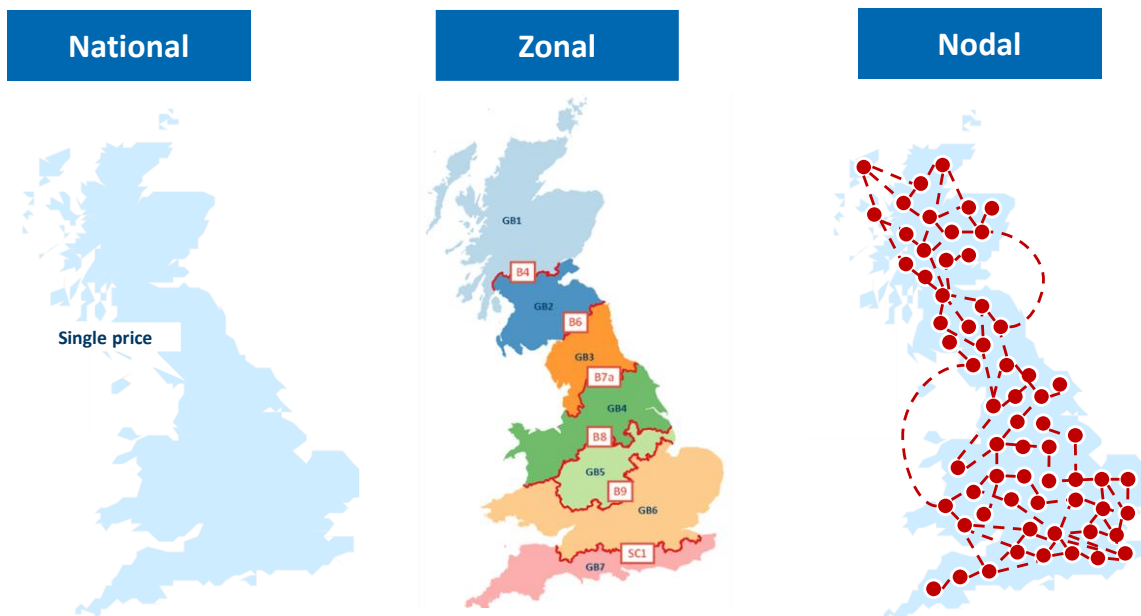 National
Zonal
Nodal
Single price
GB1
B4
GB2
B6
GB3
B7a
GB4
B8
GB5
B9
GB6
SC1
GB7